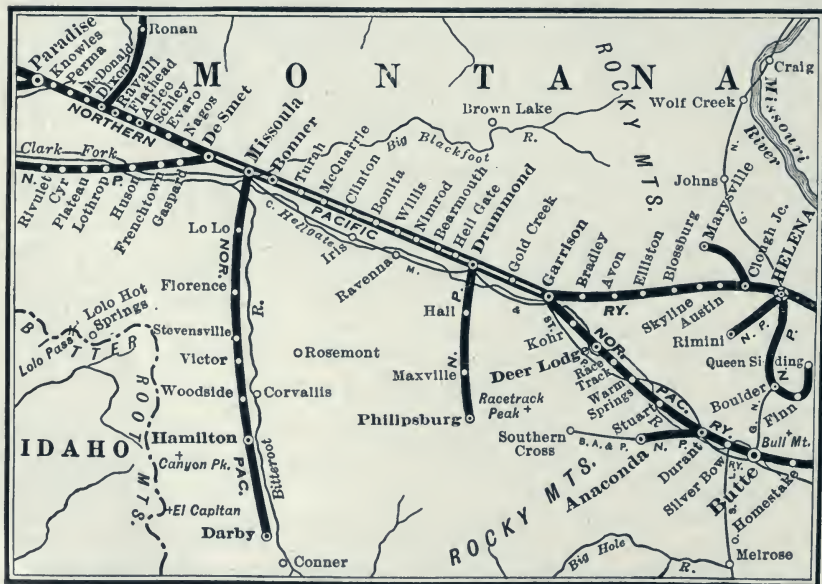 MONTANA
Paradise
Knowles
Perma
McDonald
Dixon
Ravalli
Flathead
Arlee
Schley
Evaro
Nagos
De Smet
Ronan
NORTHERN
Clark Fork
N. P.
Rivulet
Cyr
Plateau
Lothrop
Huson
Frenchtown
Gaspard
Missoula
Bonner
Turah
McQuarrie
Clinton
Bonita
Willis
Nimrod
Bearmouth
Hell Gate
Drummond
Gold Creek
Garrison
Bradley
Avon
Elliston
Blossburg
Skyline
Austin
Marysville
Clough Jc.
HELENA
PACIFIC
RY.
Brown Lake
Big Blackfoot R.
ROCKY MTS.
Craig
Wolf Creek
Missouri River
Johns
G. N.
C. Hellgate
Iris
Ravenna
M. & ST. P.
Lo Lo
Florence
Stevensville
Victor
Woodside
Corvallis
Hamilton
Darby
Conner
NOR. PAC.
Bitterroot R.
Lolo Hot Springs
Lolo Pass
BITTER ROOT MTS.
IDAHO
Canyon Pk.
El Capitan
Rosemont
Hall
Maxville
Philipsburg
N. P.
Racetrack Peak
Kohr
Deer Lodge
Race Track
Warm Springs
Stuart
NOR. PAC. RY.
Southern Cross
B. A. & P.
N. P.
Anaconda
Durant
Silver Bow
Butte
Homestake
Rimini
N. P.
Queen Siding
Boulder
Finn
N. P.
G. N.
Bull Mt.
ROCKY MTS.
Big Hole R.
Melrose